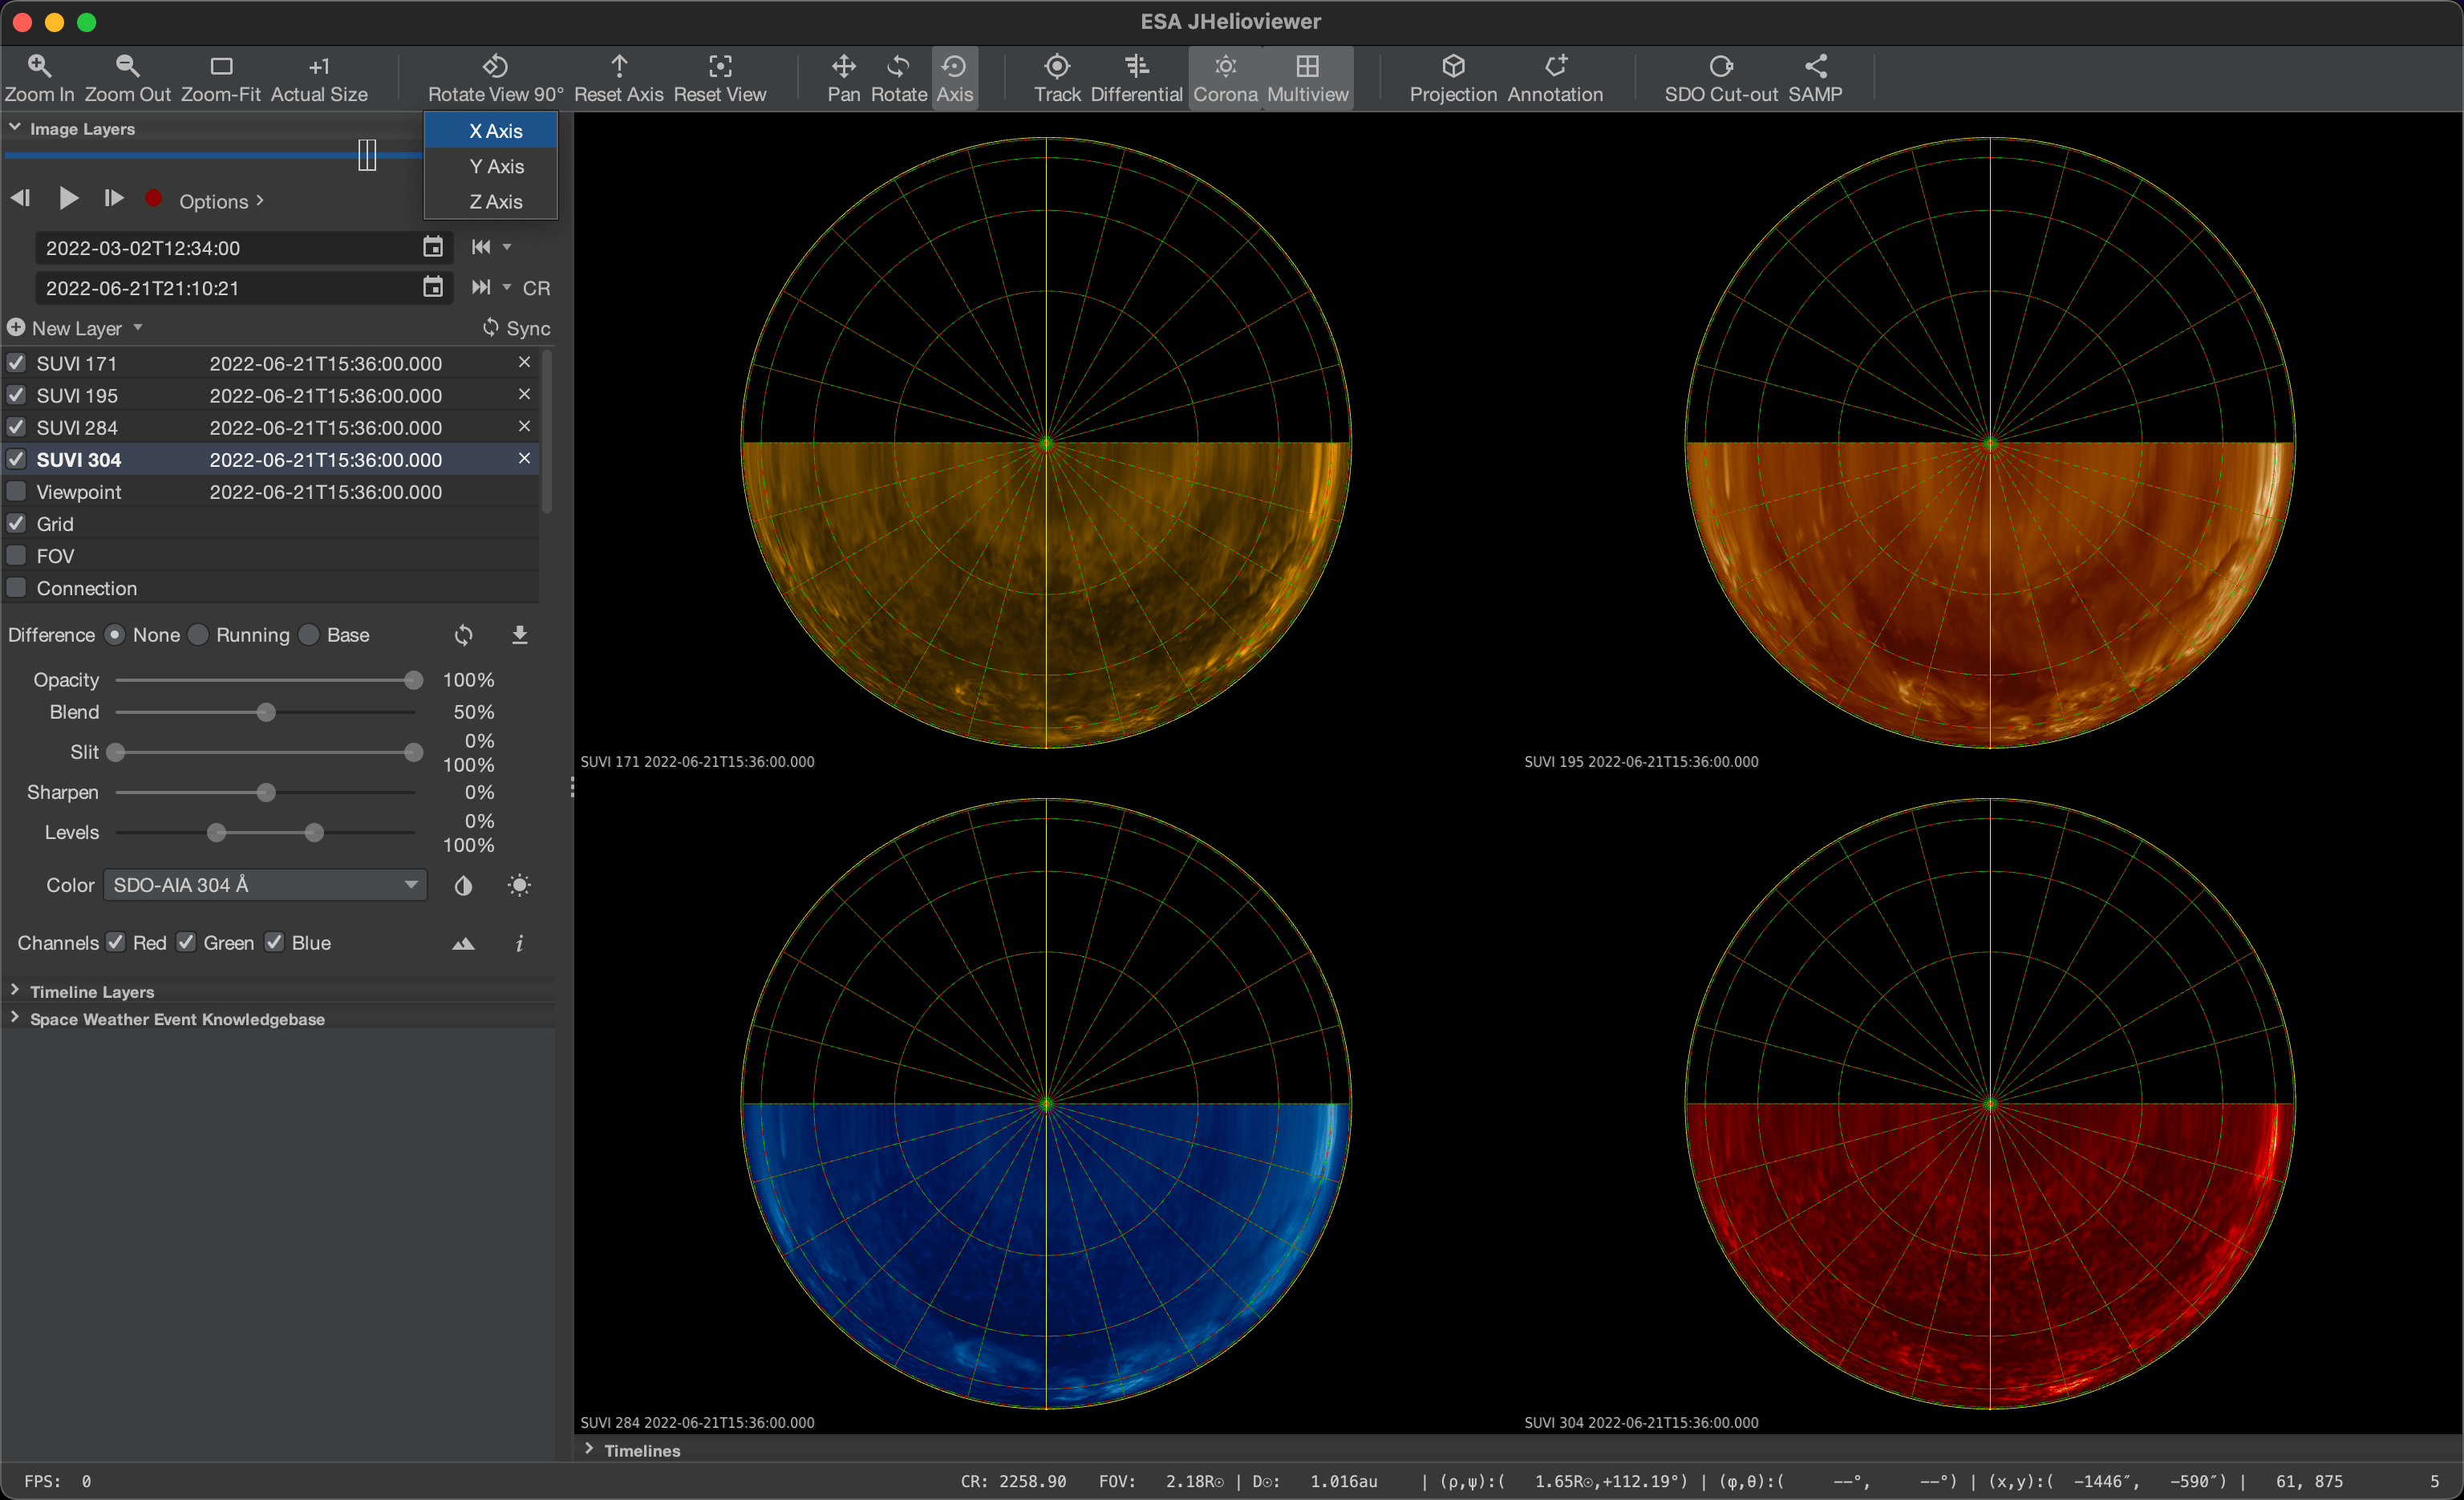 ESA JHelioviewer
Zoom In Zoom Out Zoom-Fit Actual Size Rotate View 90° Reset Axis Reset View Pan Rotate Axis Track Differential Corona Multiview Projection Annotation SDO Cut-out SAMP
+1
Image Layers
X Axis
Y Axis
Z Axis
Options
2022-03-02T12:34:00
2022-06-21T21:10:21 CR
New Layer Sync
SUVI 171 2022-06-21T15:36:00.000
SUVI 195 2022-06-21T15:36:00.000
SUVI 284 2022-06-21T15:36:00.000
SUVI 304 2022-06-21T15:36:00.000
Viewpoint 2022-06-21T15:36:00.000
Grid
FOV
Connection
Difference None Running Base
Opacity 100%
Blend 50%
Slit 0% 100%
Sharpen 0%
Levels 0% 100%
Color SDO-AIA 304 Å
Channels Red Green Blue i
Timeline Layers
Space Weather Event Knowledgebase
SUVI 171 2022-06-21T15:36:00.000
SUVI 195 2022-06-21T15:36:00.000
SUVI 284 2022-06-21T15:36:00.000
SUVI 304 2022-06-21T15:36:00.000
Timelines
FPS: 0 CR: 2258.90 FOV: 2.18R☉ | D☉: 1.016au | (ρ,ψ):( 1.65R☉,+112.19°) | (φ,θ):( −−°, −−°) | (x,y):( −1446″, −590″) | 61, 875 5